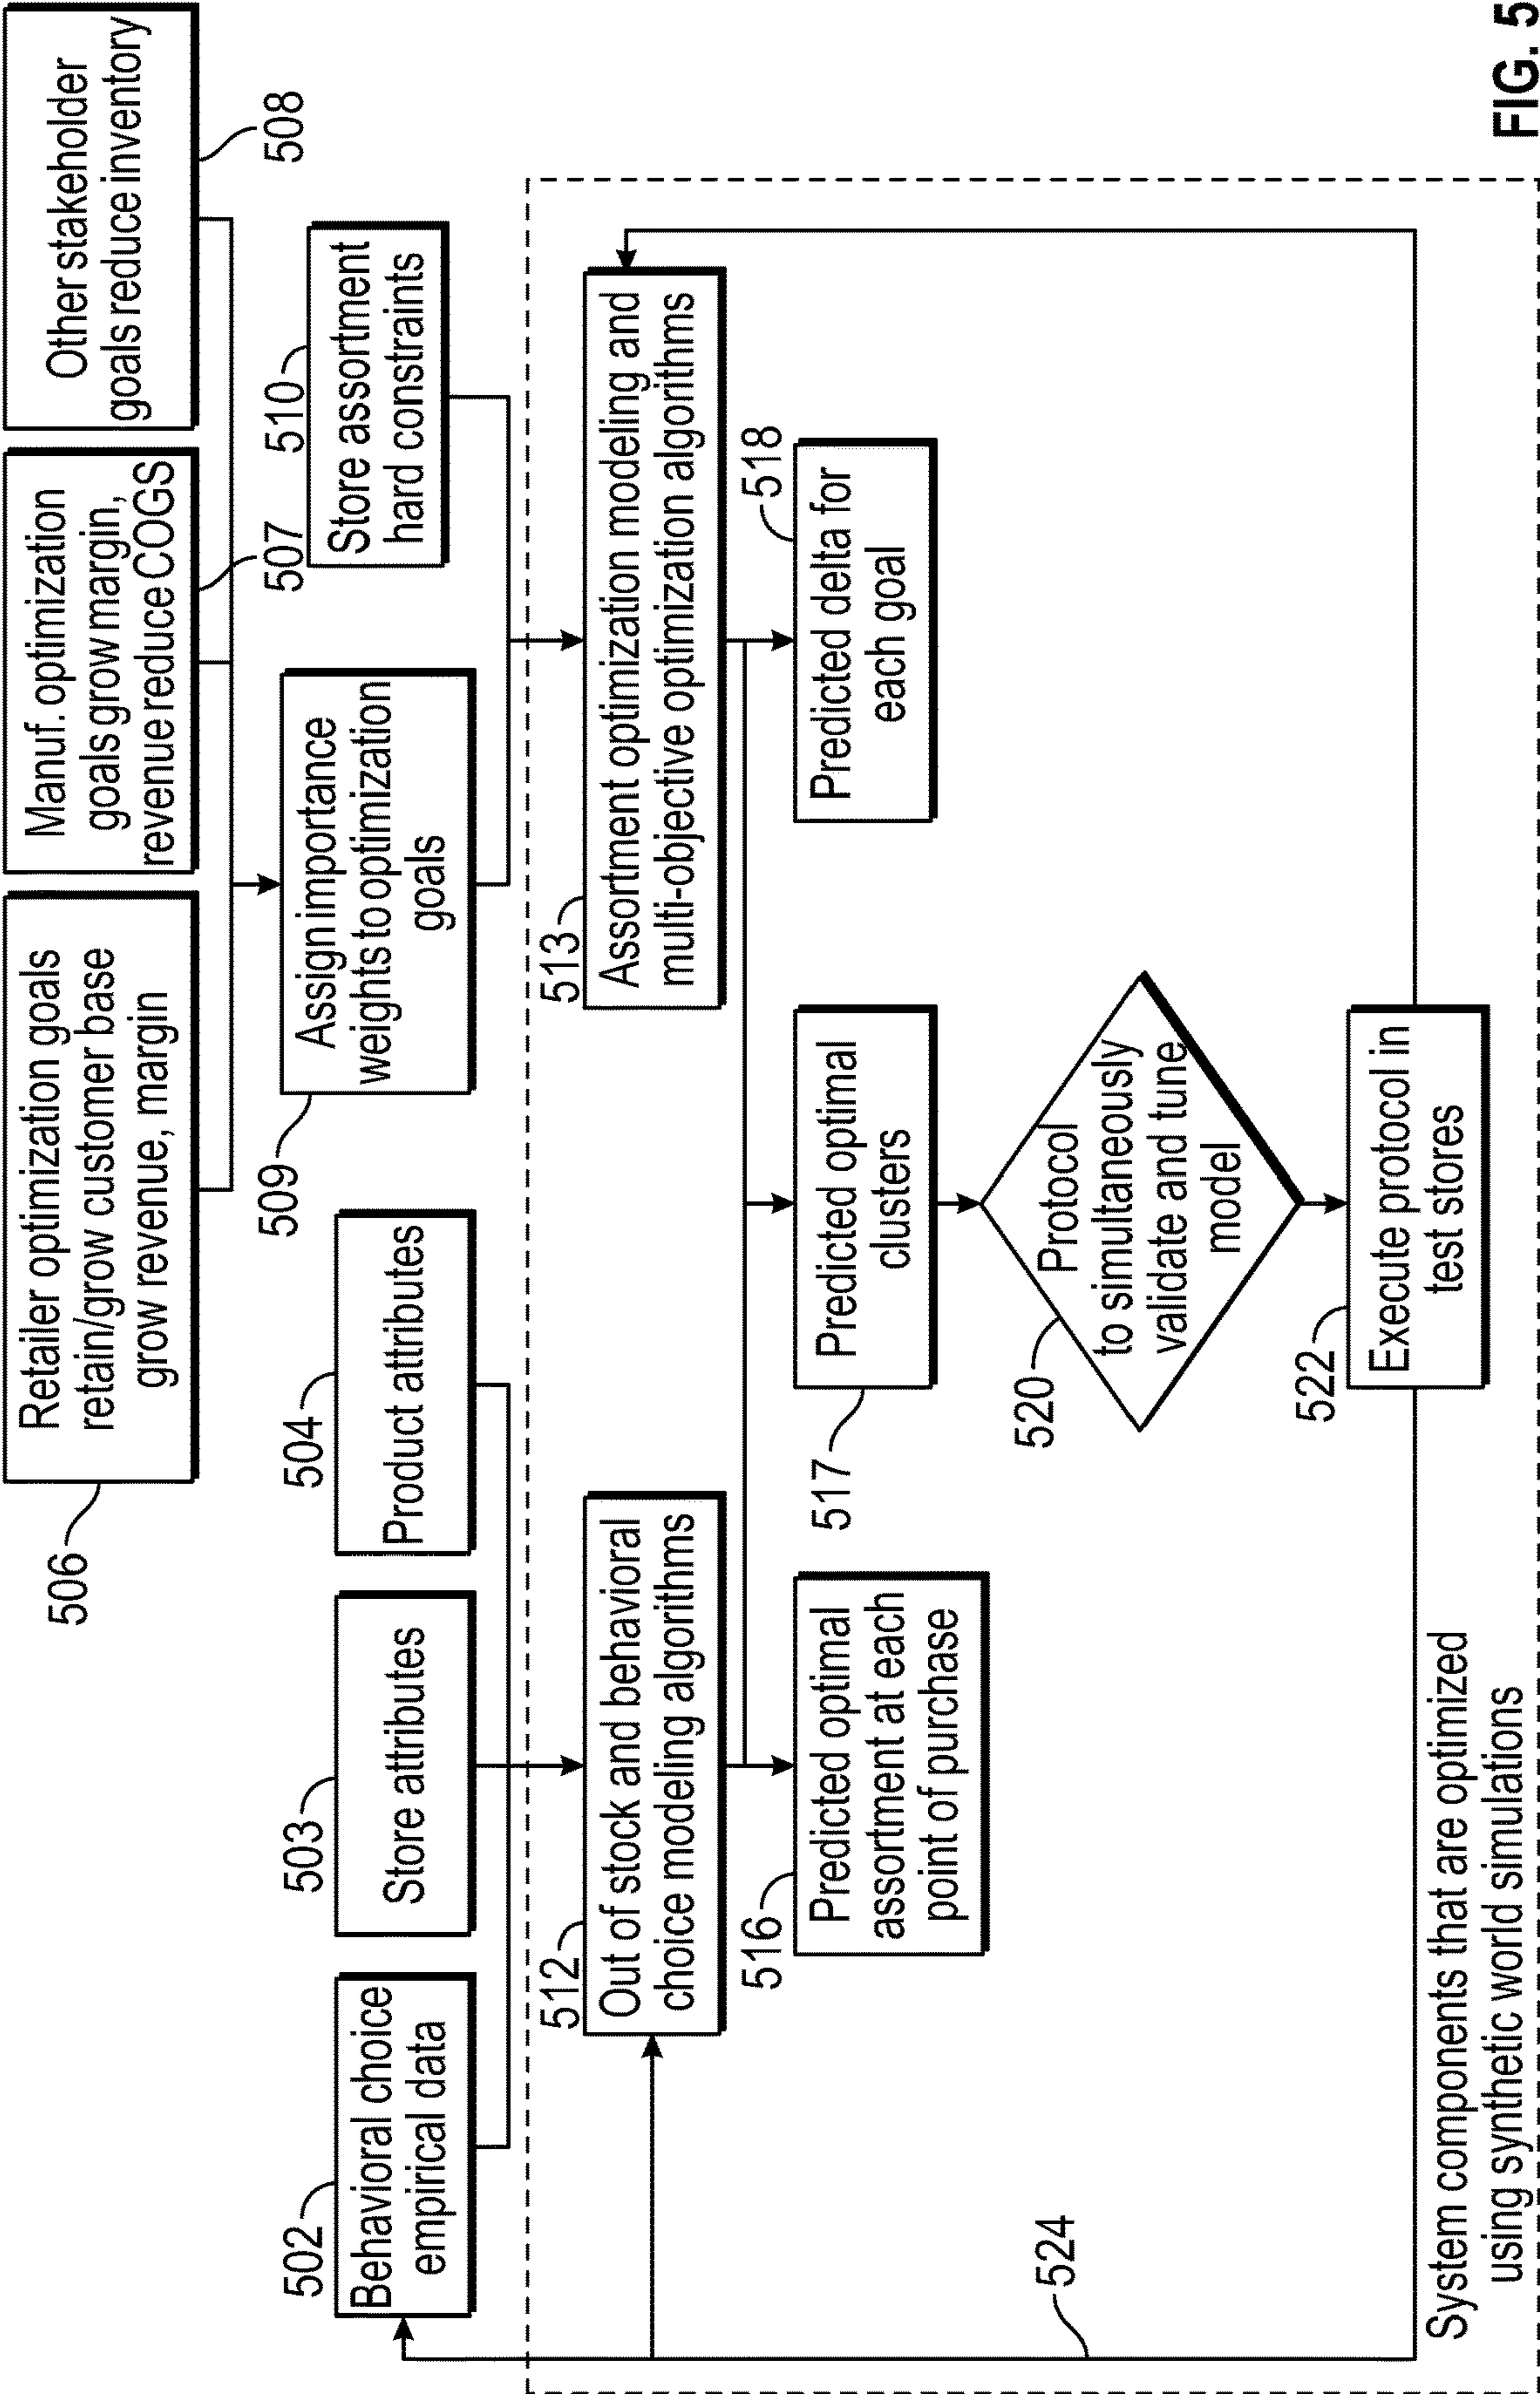 Retailer optimization goals
retain/grow customer base
grow revenue, margin
506
Manuf. optimization
goals grow margin,
revenue reduce COGS
507
Other stakeholder
goals reduce inventory
508
502
Behavioral choice
empirical data
503
Store attributes
504
Product attributes
509
Assign importance
weights to optimization
goals
510
Store assortment
hard constraints
512
Out of stock and behavioral
choice modeling algorithms
513
Assortment optimization modeling and
multi-objective optimization algorithms
516
Predicted optimal
assortment at each
point of purchase
517
Predicted optimal
clusters
518
Predicted delta for
each goal
520
Protocol
to simultaneously
validate and tune
model
522
Execute protocol in
test stores
524
System components that are optimized
using synthetic world simulations
FIG. 5